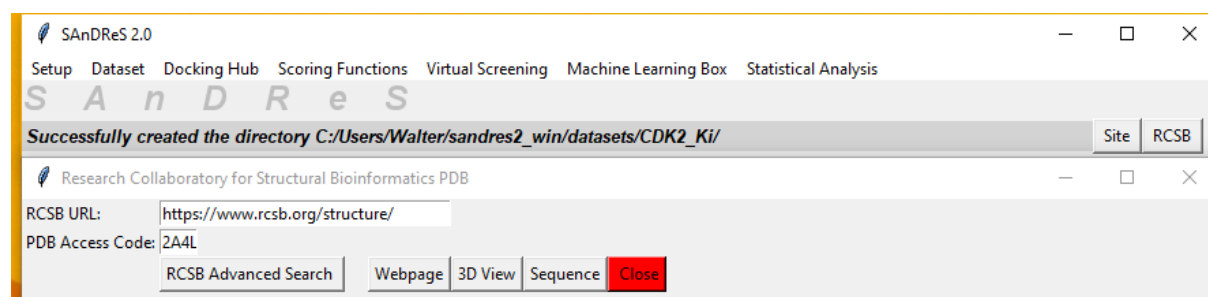 SAnDReS 2.0
Setup Dataset Docking Hub Scoring Functions Virtual Screening Machine Learning Box Statistical Analysis
S A n D R e S
Successfully created the directory C:/Users/Walter/sandres2_win/datasets/CDK2_Ki/ Site RCSB
Research Collaboratory for Structural Bioinformatics PDB
RCSB URL: https://www.rcsb.org/structure/
PDB Access Code: 2A4L
RCSB Advanced Search Webpage 3D View Sequence Close